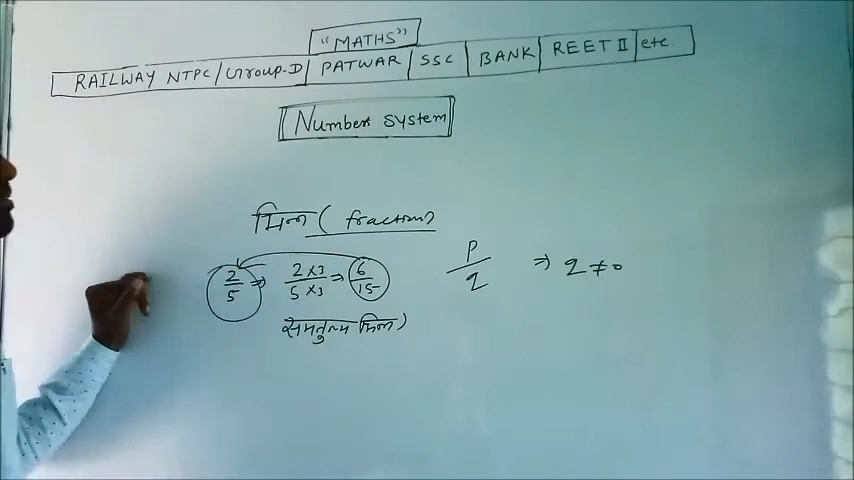 "MATHS"
RAILWAY NTPC/Group-D PATWAR SSC BANK REET II etc
Number system
भिन्न ( fraction)
2/5 ⇒ 2×3/5×3 ⇒ 6/15
P/q ⇒ q ≠ 0
समतुल्य भिन्न)